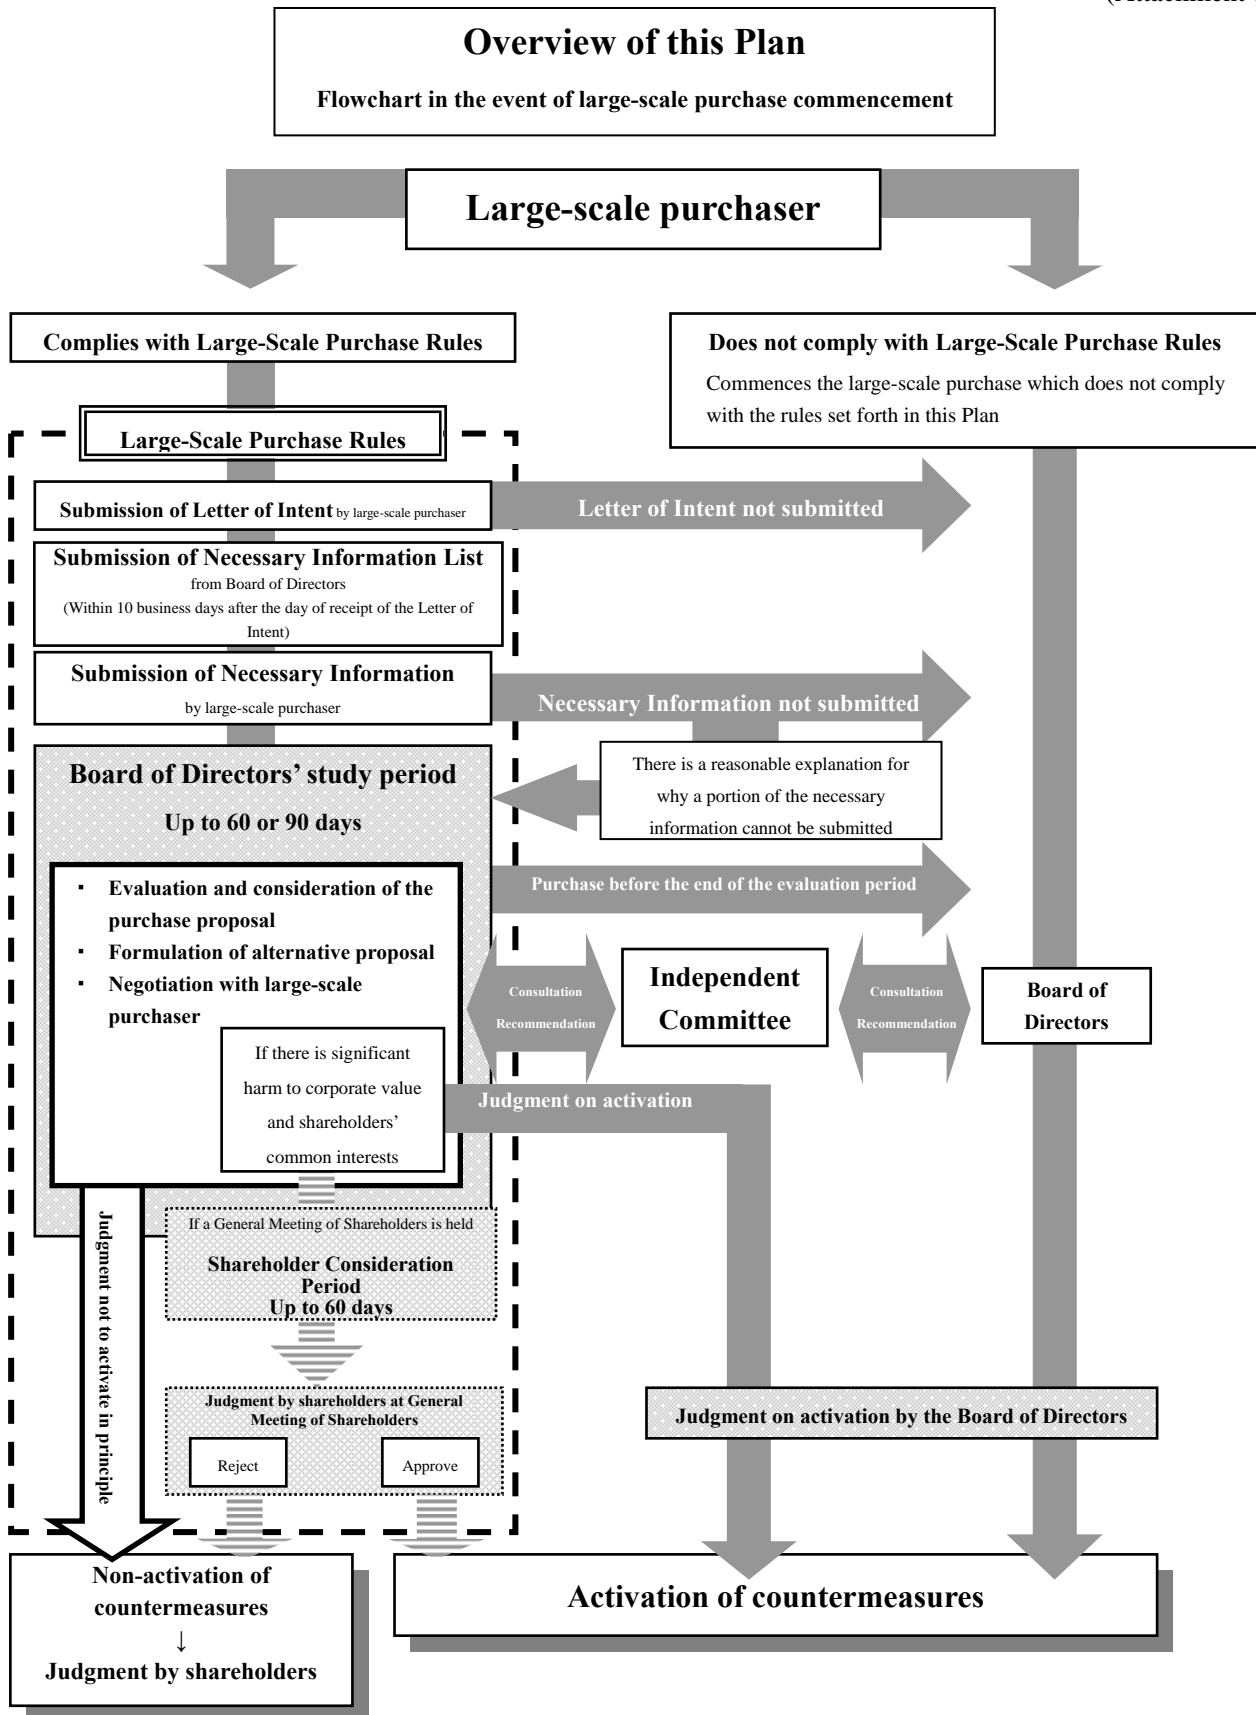 (Attachment
Overview of this Plan
Flowchart in the event of large-scale purchase commencement
Large-scale purchaser
Complies with Large-Scale Purchase Rules
Does not comply with Large-Scale Purchase Rules
Commences the large-scale purchase which does not comply
with the rules set forth in this Plan
Large-Scale Purchase Rules
Submission of Letter of Intent by large-scale purchaser
Letter of Intent not submitted
Submission of Necessary Information List
from Board of Directors
(Within 10 business days after the day of receipt of the Letter of
Intent)
Submission of Necessary Information
by large-scale purchaser
Necessary Information not submitted
There is a reasonable explanation for
why a portion of the necessary
information cannot be submitted
Board of Directors’ study period
Up to 60 or 90 days
▪ Evaluation and consideration of the
purchase proposal
▪ Formulation of alternative proposal
▪ Negotiation with large-scale
purchaser
Purchase before the end of the evaluation period
Consultation
Recommendation
Independent
Committee
Consultation
Recommendation
Board of
Directors
If there is significant
harm to corporate value
and shareholders’
common interests
Judgment on activation
Judgment not to activate in principle
If a General Meeting of Shareholders is held
Shareholder Consideration
Period
Up to 60 days
Judgment by shareholders at General
Meeting of Shareholders
Reject
Approve
Judgment on activation by the Board of Directors
Non-activation of
countermeasures
↓
Judgment by shareholders
Activation of countermeasures